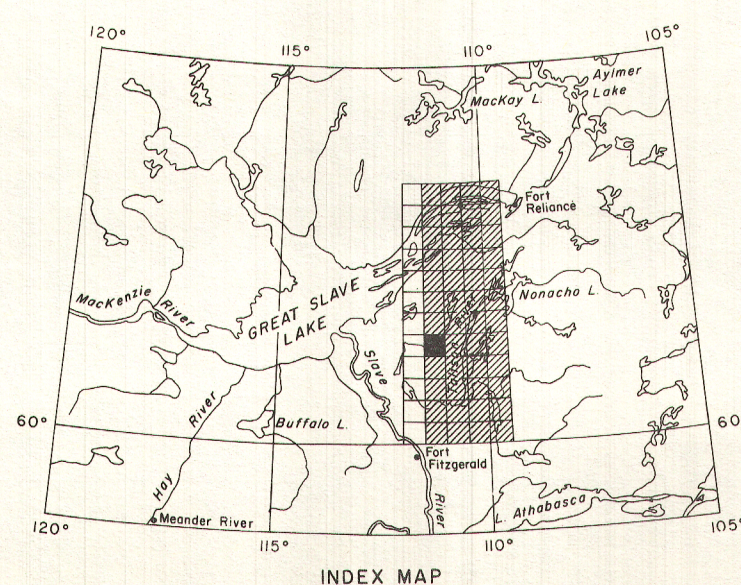 120°
115°
110°
105°
Aylmer
Lake
MacKay L.
Fort
Reliance
MacKenzie
River
GREAT SLAVE
LAKE
Nonacho L.
Slave
River
Hay
River
Buffalo L.
60°
60
Fort
Fitzgerald
L. Athabasca
Meander River
120°
115°
110°
105°
INDEX MAP